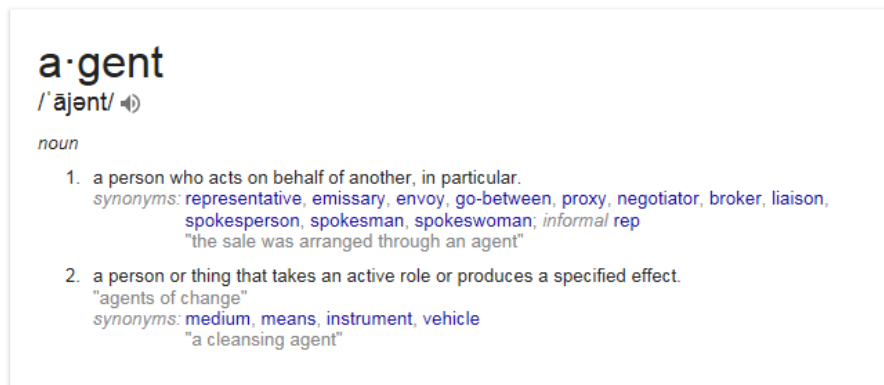 a·gent
/ˈājənt/
noun
1. a person who acts on behalf of another, in particular.
synonyms: representative, emissary, envoy, go-between, proxy, negotiator, broker, liaison,
spokesperson, spokesman, spokeswoman; informal rep
"the sale was arranged through an agent"
2. a person or thing that takes an active role or produces a specified effect.
"agents of change"
synonyms: medium, means, instrument, vehicle
"a cleansing agent"